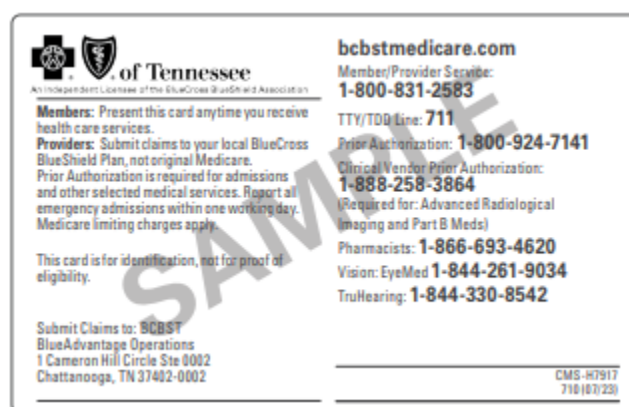 of Tennessee
An Independent Licensee of the BlueCross BlueShield Association
Members: Present this card anytime you receive
health care services.
Providers: Submit claims to your local BlueCross
BlueShield Plan, not original Medicare.
Prior Authorization is required for admissions
and other selected medical services. Report all
emergency admissions within one working day.
Medicare limiting charges apply.
This card is for identification, not for proof of
eligibility.
Submit Claims to: BCBST
BlueAdvantage Operations
1 Cameron Hill Circle Ste 0002
Chattanooga, TN 37402-0002
bcbstmedicare.com
Member/Provider Service:
1-800-831-2583
TTY/TDD Line: 711
Prior Authorization: 1-800-924-7141
Clinical Vendor Prior Authorization:
1-888-258-3864
(Required for: Advanced Radiological
Imaging and Part B Meds)
Pharmacists: 1-866-693-4620
Vision: EyeMed 1-844-261-9034
TruHearing: 1-844-330-8542
CMS-H7917
710 (07/23)
SAMPLE